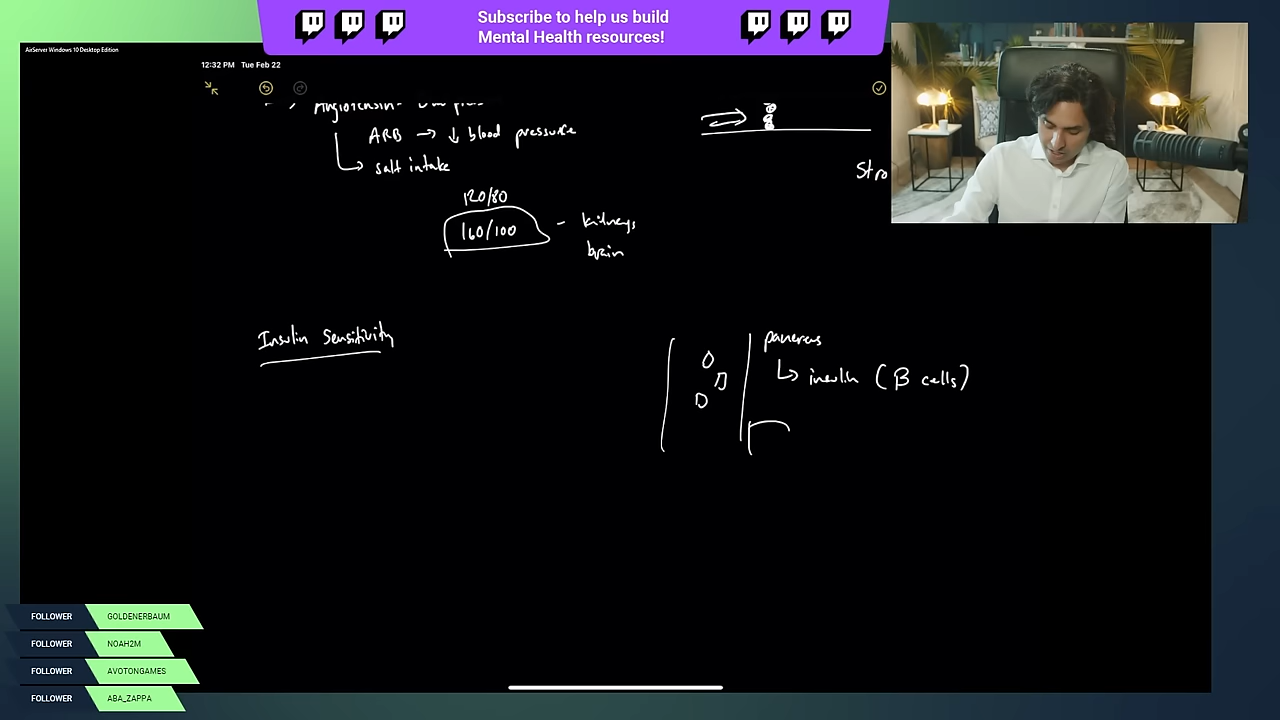 Subscribe to help us build
Mental Health resources!
AirServer Windows 10 Desktop Edition
12:32 PM Tue Feb 22
Angiotensin-
ARB → ↓ blood pressure
salt intake
Stro
120/80
160/100 - kidneys
brain
Insulin Sensitivity
pancreas
insulin (B cells)
FOLLOWER GOLDENERBAUM
FOLLOWER NOAH2M
FOLLOWER AVOTONGAMES
FOLLOWER ABA_ZAPPA